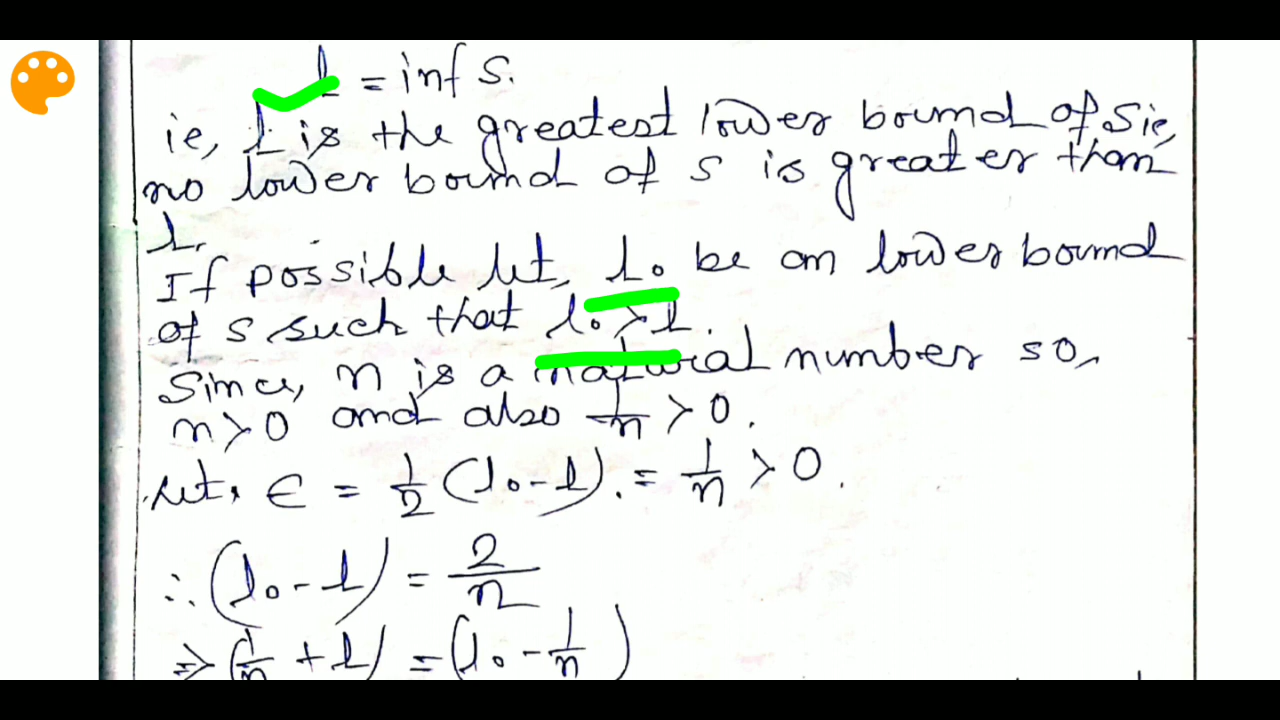 l = inf S.
ie, l is the greatest lower bound of S ie,
no lower bound of S is greater than
l.
If possible let, l₀ be an lower bound
of S such that l₀ > l.
Since, n is a natural number so,
n > 0 and also 1/n > 0.
Let, ϵ = 1/2 (l₀ - l). = 1/n > 0.
∴ (l₀ - l) = 2/n
⇒ (1/n + l) = (l₀ - 1/n)